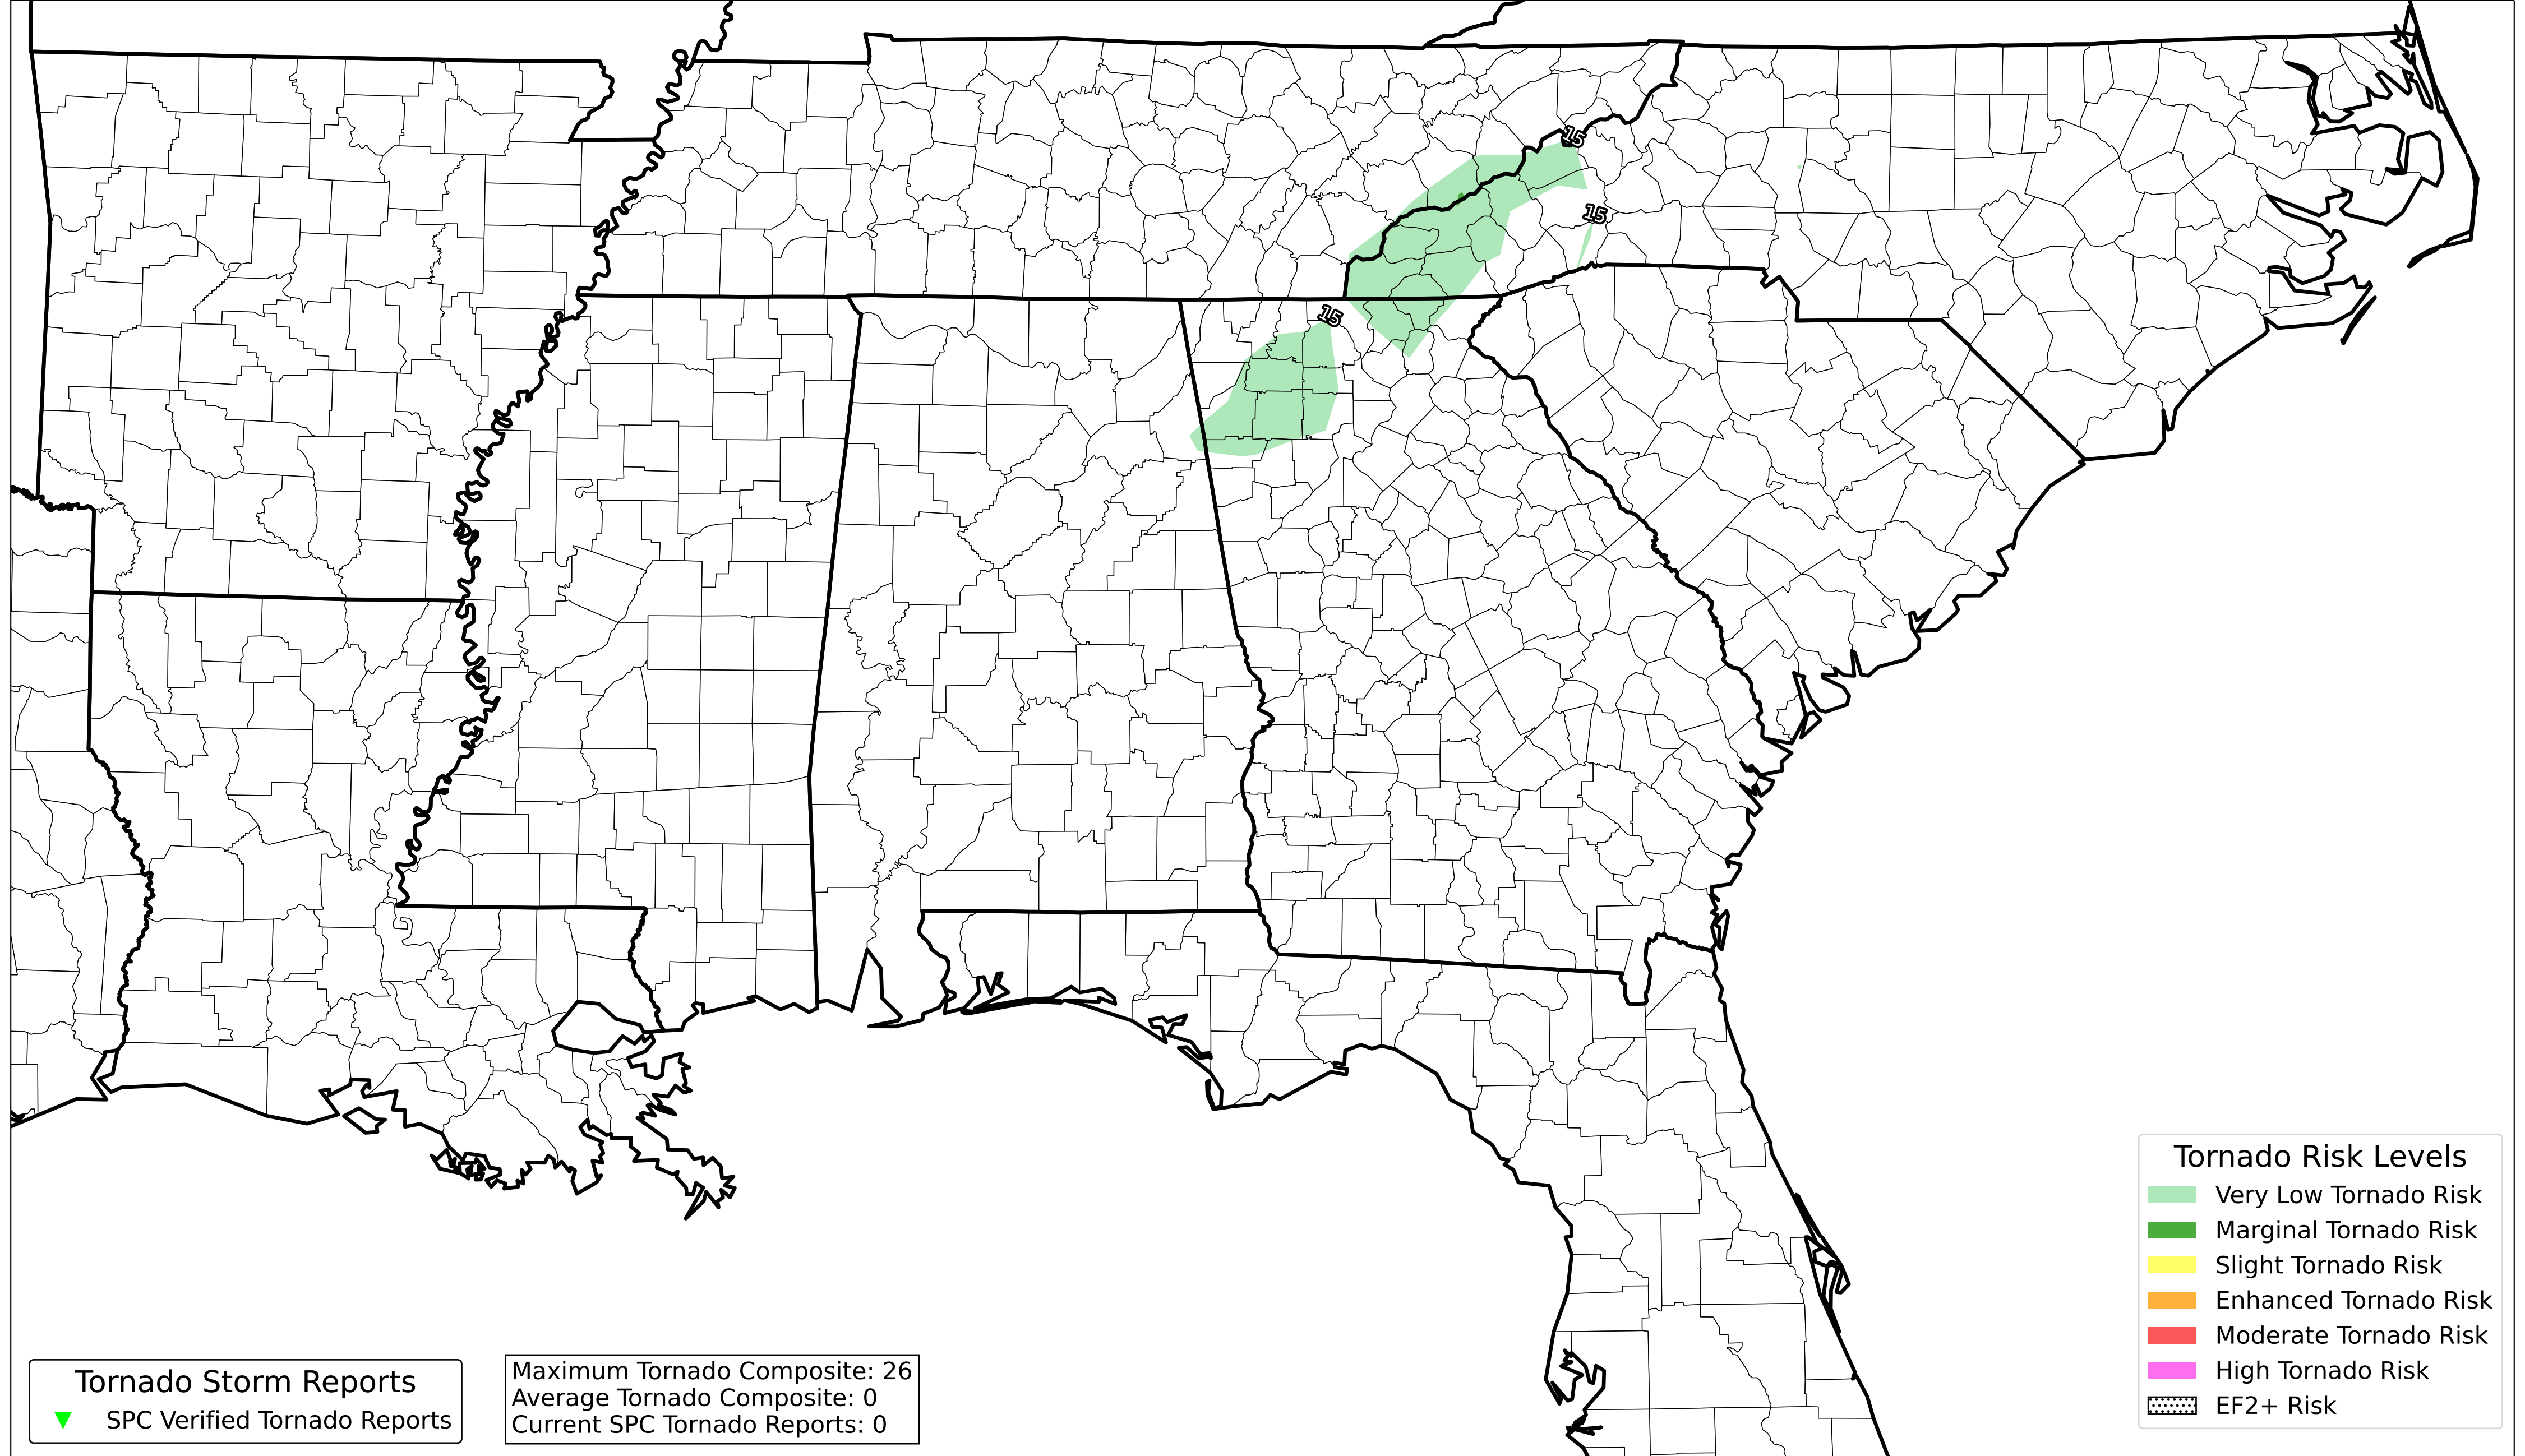 15
15
15
Tornado Risk Levels
Very Low Tornado Risk
Marginal Tornado Risk
Slight Tornado Risk
Enhanced Tornado Risk
Moderate Tornado Risk
High Tornado Risk
EF2+ Risk
Tornado Storm Reports
SPC Verified Tornado Reports
Maximum Tornado Composite: 26
Average Tornado Composite: 0
Current SPC Tornado Reports: 0